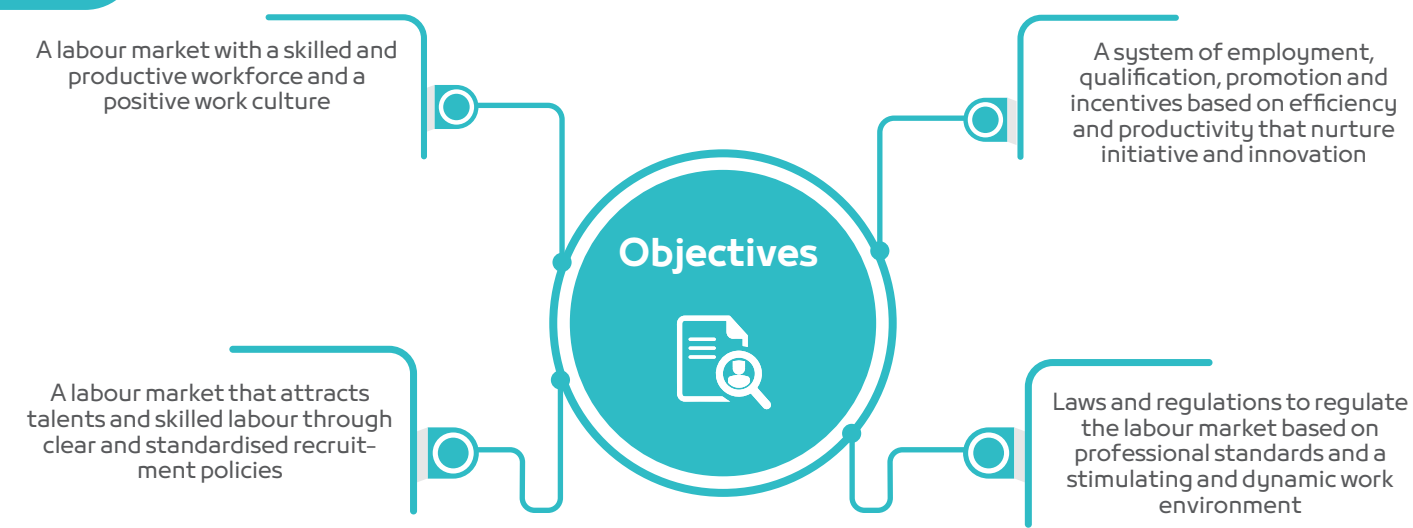 A labour market with a skilled and
productive workforce and a
positive work culture
A system of employment,
qualification, promotion and
incentives based on efficiency
and productivity that nurture
initiative and innovation
Objectives
A labour market that attracts
talents and skilled labour through
clear and standardised recruit-
ment policies
Laws and regulations to regulate
the labour market based on
professional standards and a
stimulating and dynamic work
environment